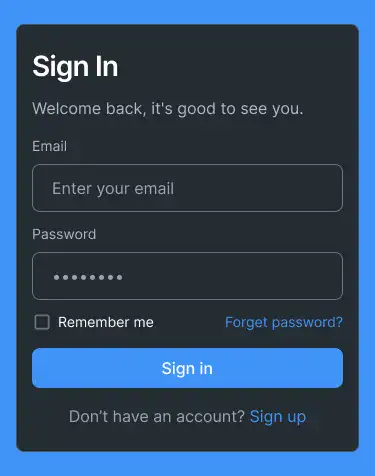 Sign In
Welcome back, it's good to see you.
Email
Enter your email
Password
••••••••
Remember me Forget password?
Sign in
Don’t have an account? Sign up